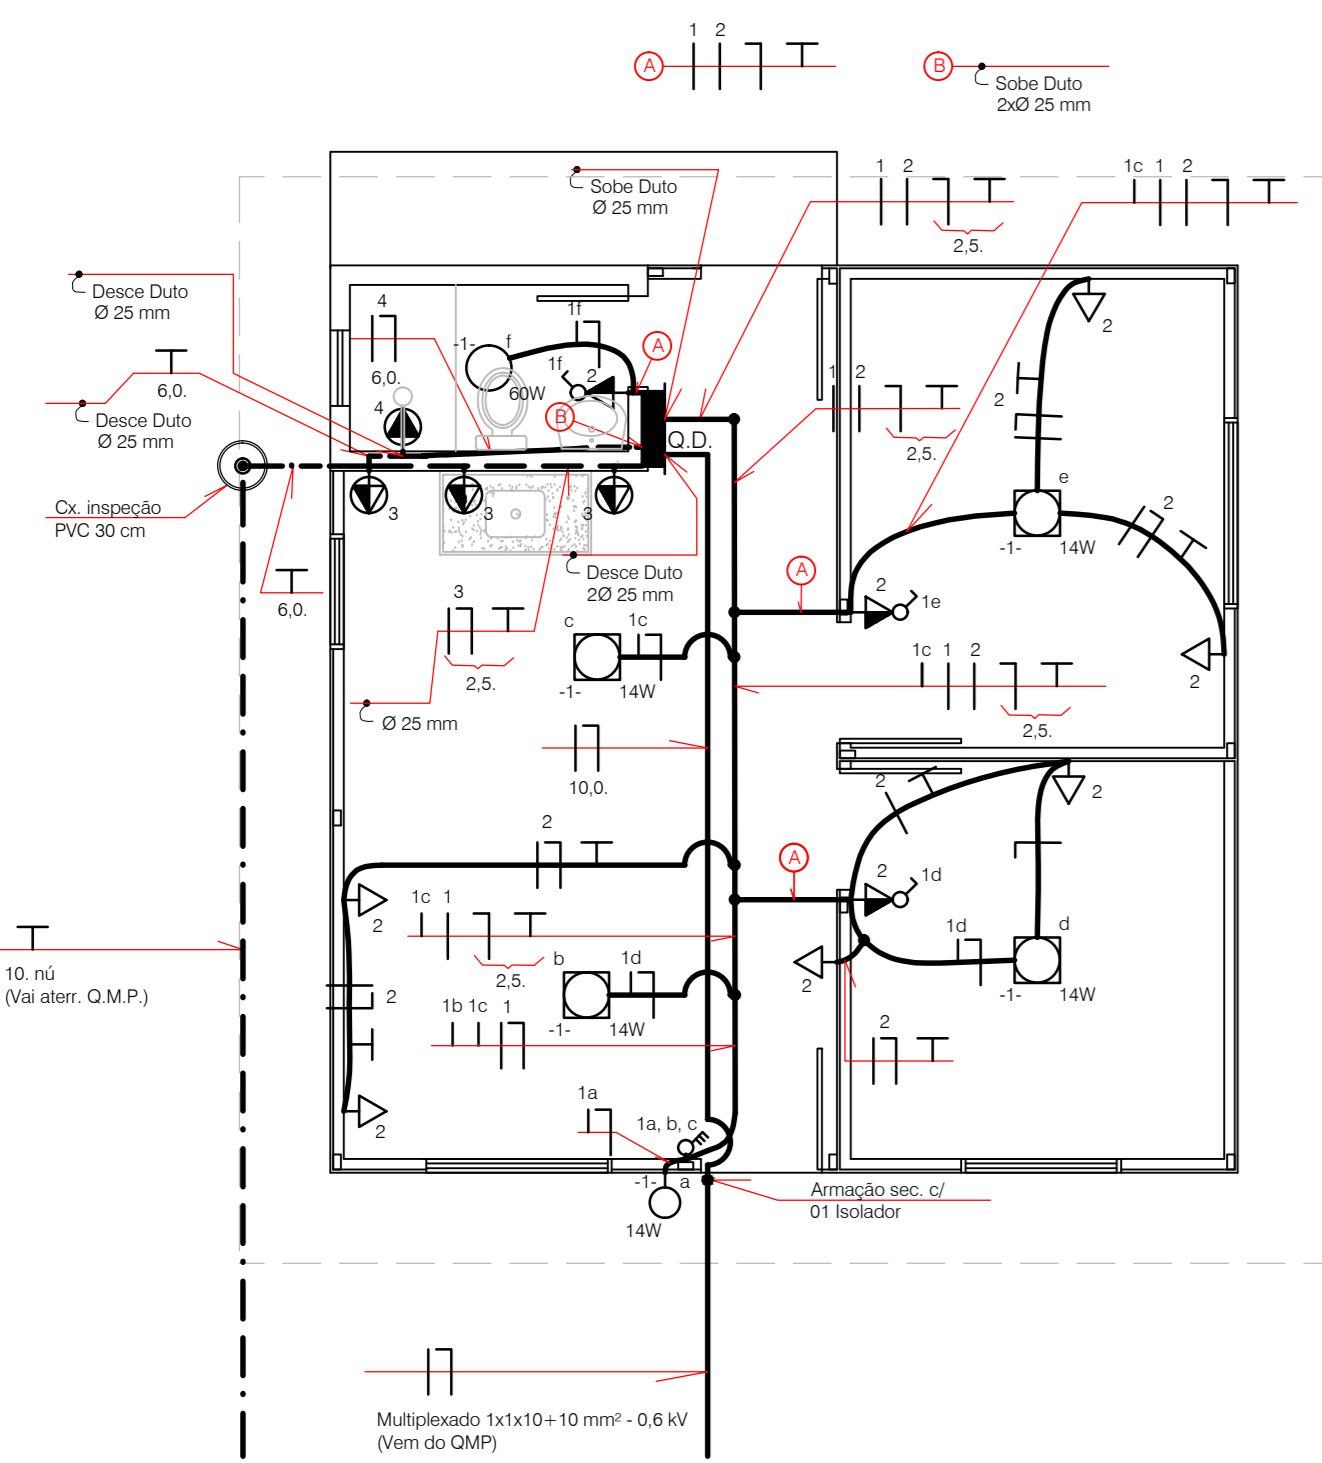 1 2
A
B
Sobe Duto
2xØ 25 mm
Sobe Duto
Ø 25 mm
1 2
2,5.
1c 1 2
Desce Duto
Ø 25 mm
6,0.
Desce Duto
Ø 25 mm
4
6,0.
4
-1-
f
60W
1f
1f
2
A
B
Q.D.
1 2
2,5.
2
2
e
-1-
14W
2
2
Cx. inspeção
PVC 30 cm
6,0.
3
3
3
Desce Duto
2Ø 25 mm
3
2,5.
Ø 25 mm
c
1c
-1-
14W
A
2
1e
1c 1 2
2,5.
10,0.
2
2
2
A
2
1d
1c 1
2,5.
2
b
1d
-1-
14W
2
1d
d
-1-
14W
2
10. nú
(Vai aterr. Q.M.P.)
2
1b 1c 1
2
1a
1a, b, c
2
-1-
a
14W
Armação sec. c/
01 Isolador
Multiplexado 1x1x10+10 mm² - 0,6 kV
(Vem do QMP)